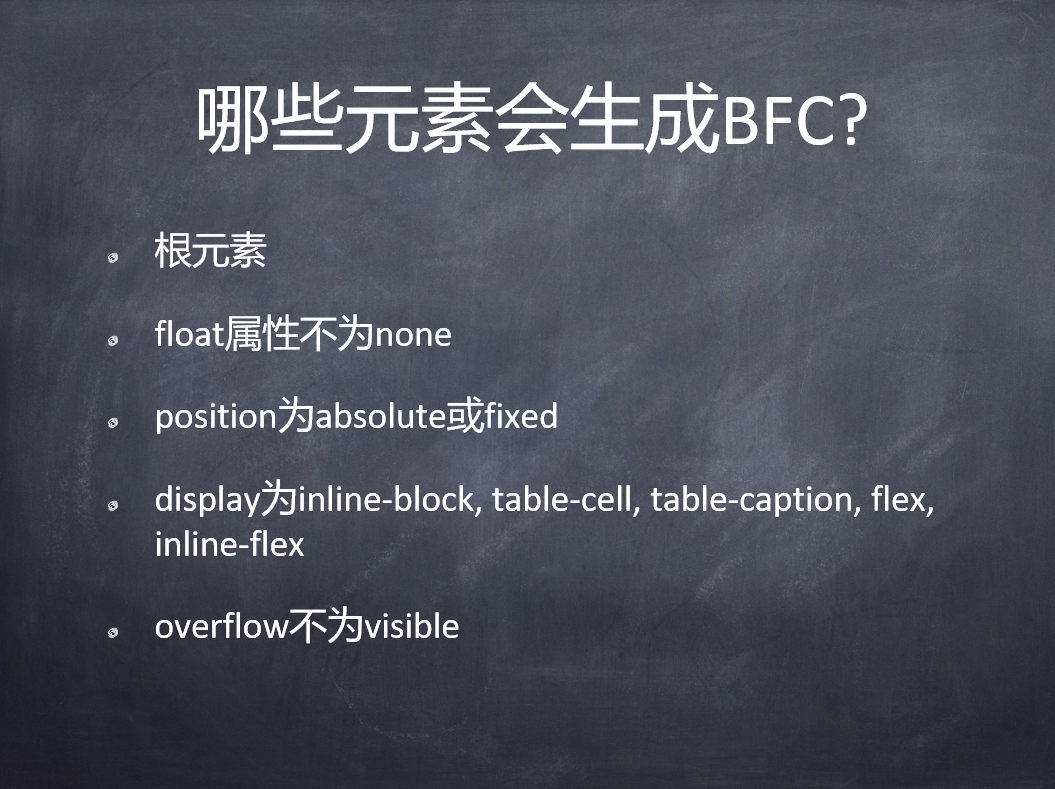 哪些元素会生成BFC?
根元素
float属性不为none
position为absolute或fixed
display为inline-block, table-cell, table-caption, flex,
inline-flex
overflow不为visible